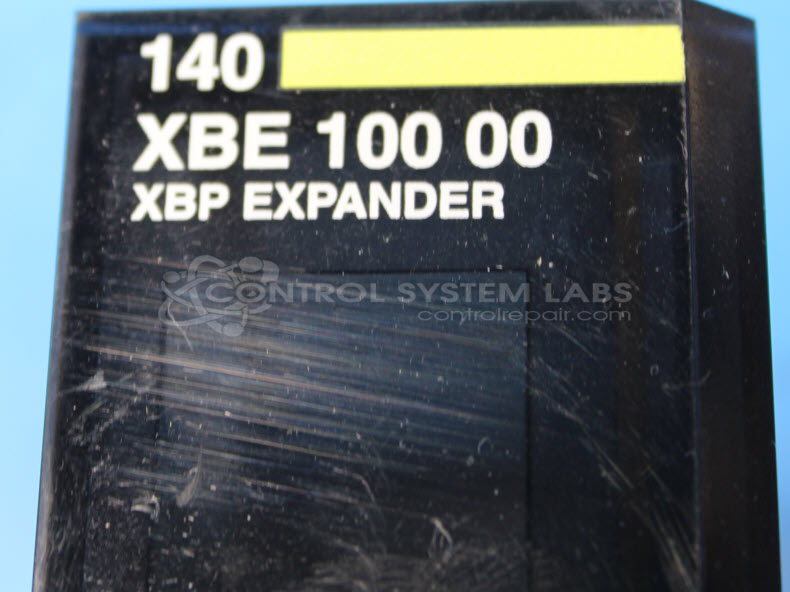 140
XBE 100 00
XBP EXPANDER
CONTROL SYSTEM LABS
controlrepair.com